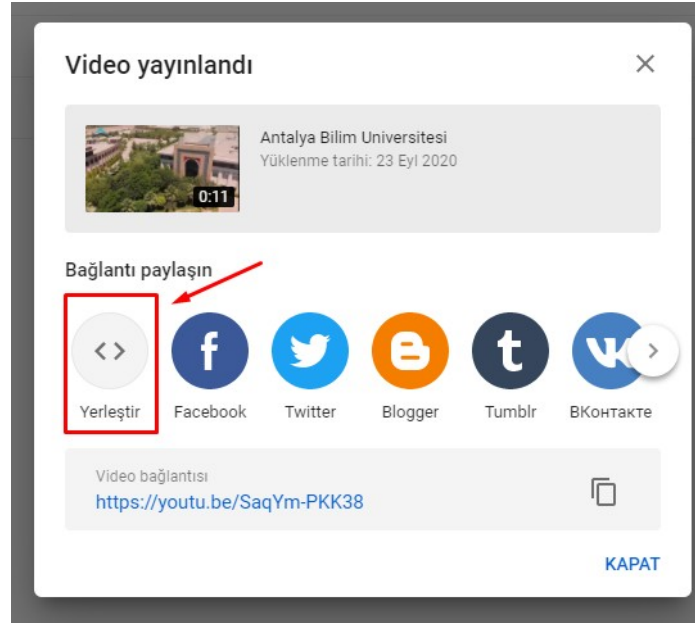 Video yayınlandı
Antalya Bilim Universitesi
Yüklenme tarihi: 23 Eyl 2020
0:11
Bağlantı paylaşın
Yerleştir Facebook Twitter Blogger Tumblr ВКонтакте
Video bağlantısı
https://youtu.be/SaqYm-PKK38
KAPAT